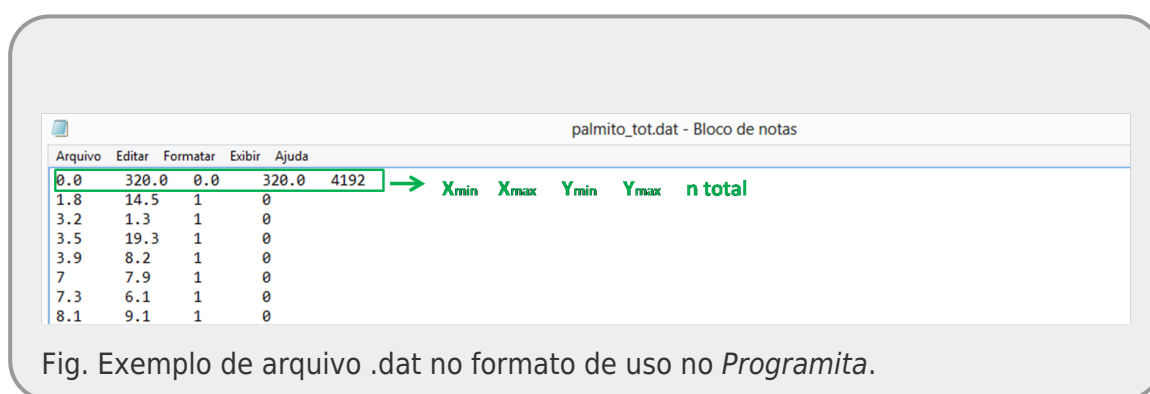 palmito_tot.dat - Bloco de notas
Arquivo Editar Formatar Exibir Ajuda
0.0 320.0 0.0 320.0 4192 Xmin Xmax Ymin Ymax n total
1.8 14.5 1 0
3.2 1.3 1 0
3.5 19.3 1 0
3.9 8.2 1 0
7 7.9 1 0
7.3 6.1 1 0
8.1 9.1 1 0
Fig. Exemplo de arquivo .dat no formato de uso no Programita.